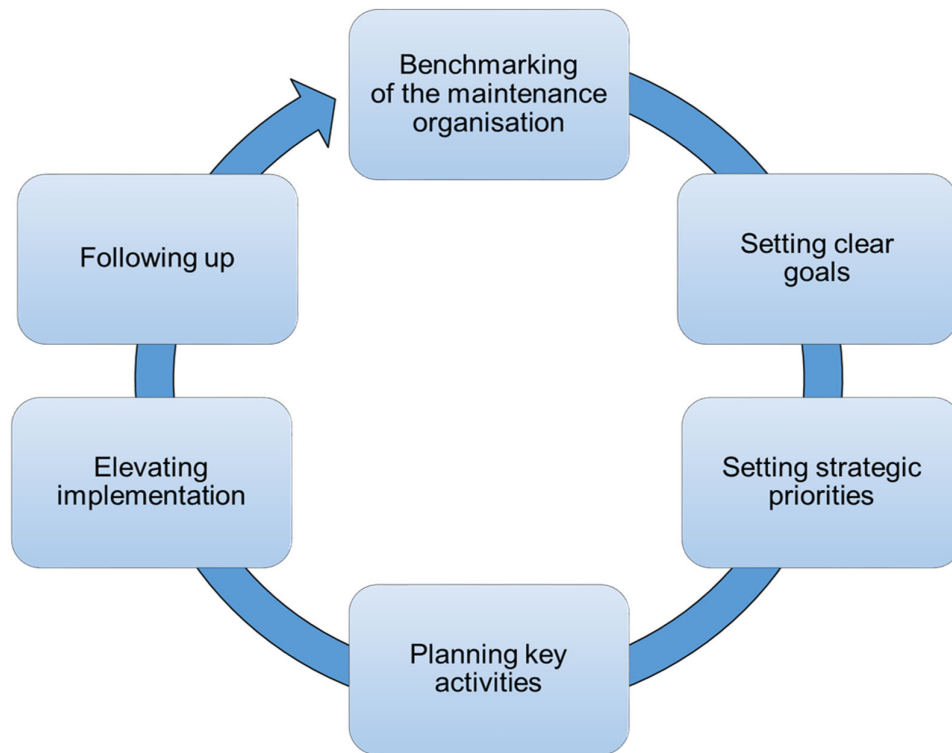 Benchmarking
of the maintenance
organisation
Setting clear
goals
Setting strategic
priorities
Planning key
activities
Elevating
implementation
Following up